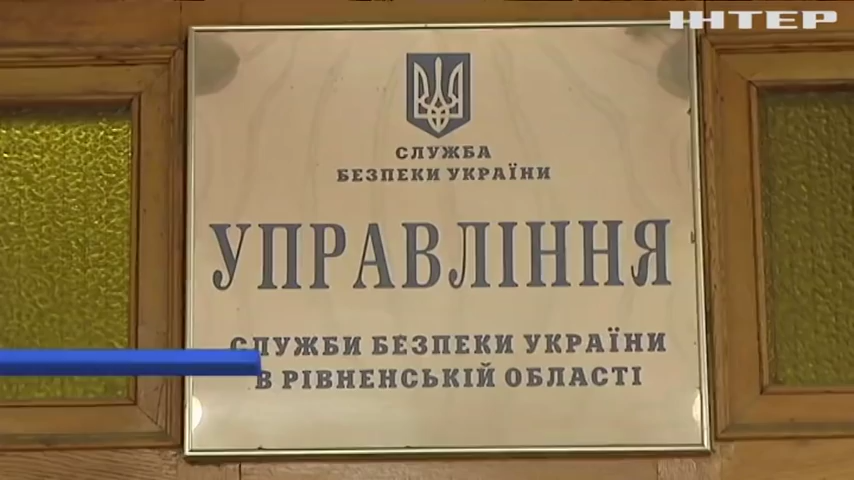 ІНТЕР
СЛУЖБА
БЕЗПЕКИ УКРАЇНИ
УПРАВЛІННЯ
СЛУЖБИ БЕЗПЕКИ УКРАЇНИ
В РІВНЕНСЬКІЙ ОБЛАСТІ